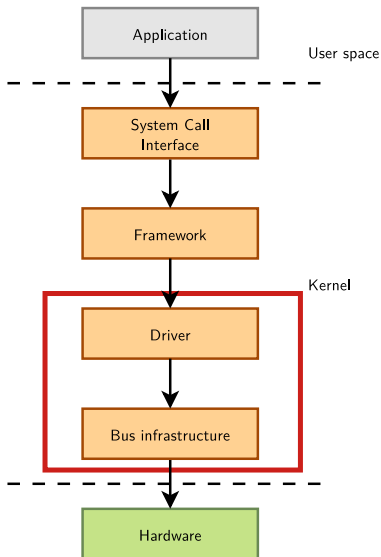 Application
User space
System Call
Interface
Framework
Kernel
Driver
Bus infrastructure
Hardware